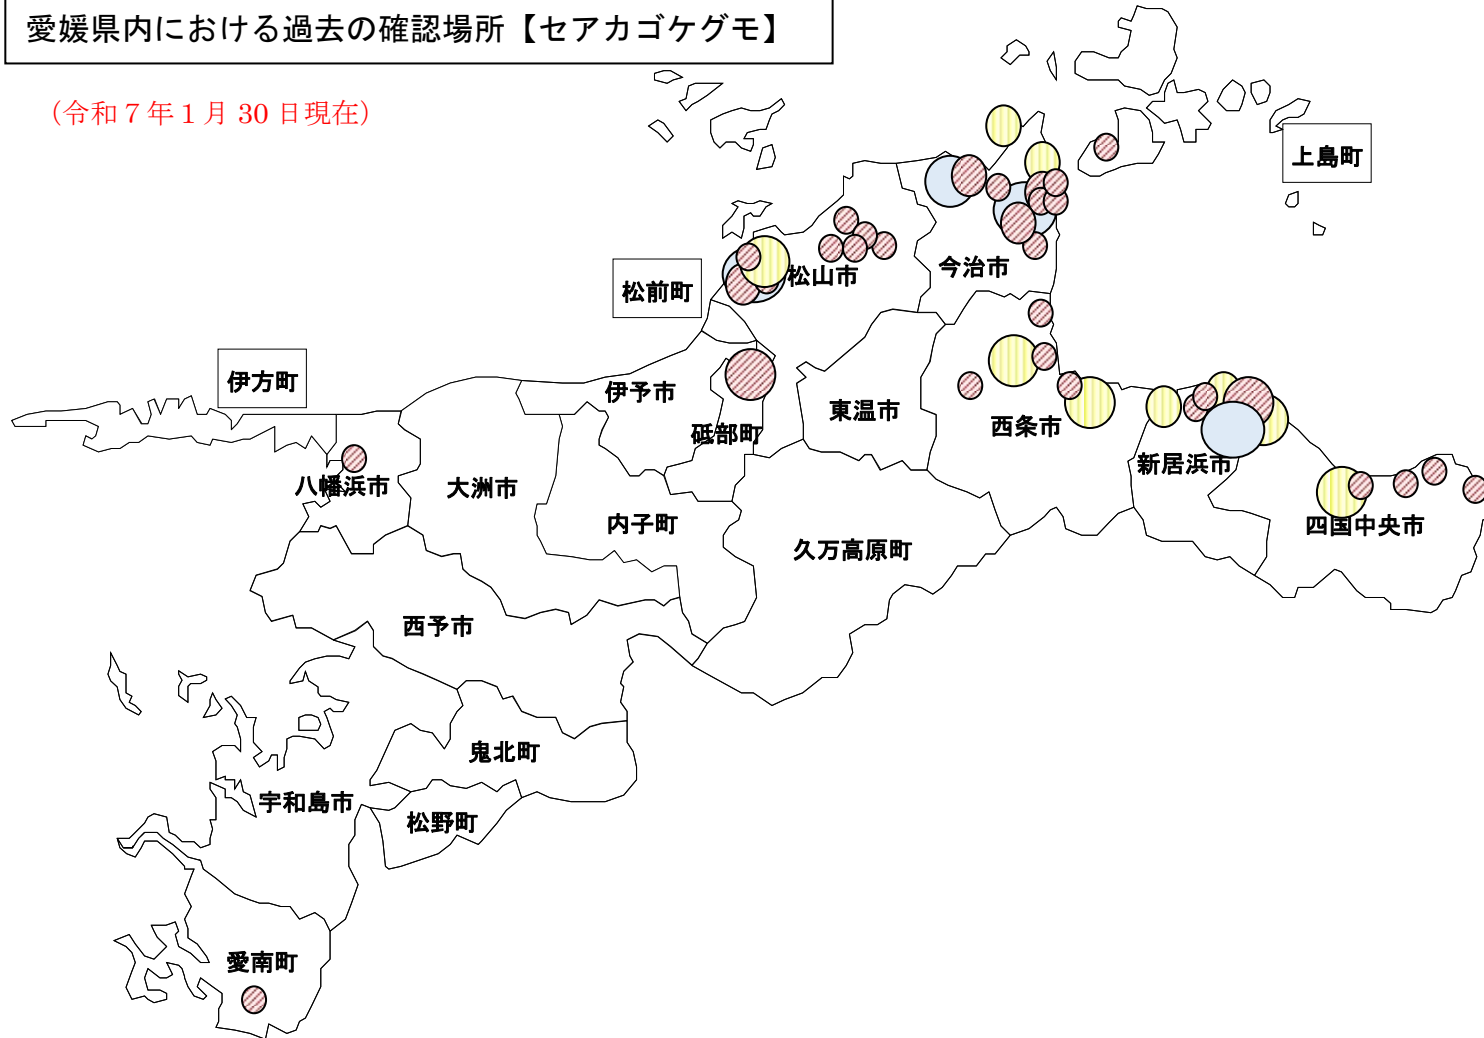 愛媛県内における過去の確認場所【セアカゴケグモ】
（令和７年１月 30 日現在）
上島町
松山市
今治市
松前町
伊方町
伊予市
東温市
西条市
砥部町
新居浜市
八幡浜市
大洲市
内子町
四国中央市
久万高原町
西予市
鬼北町
宇和島市
松野町
愛南町